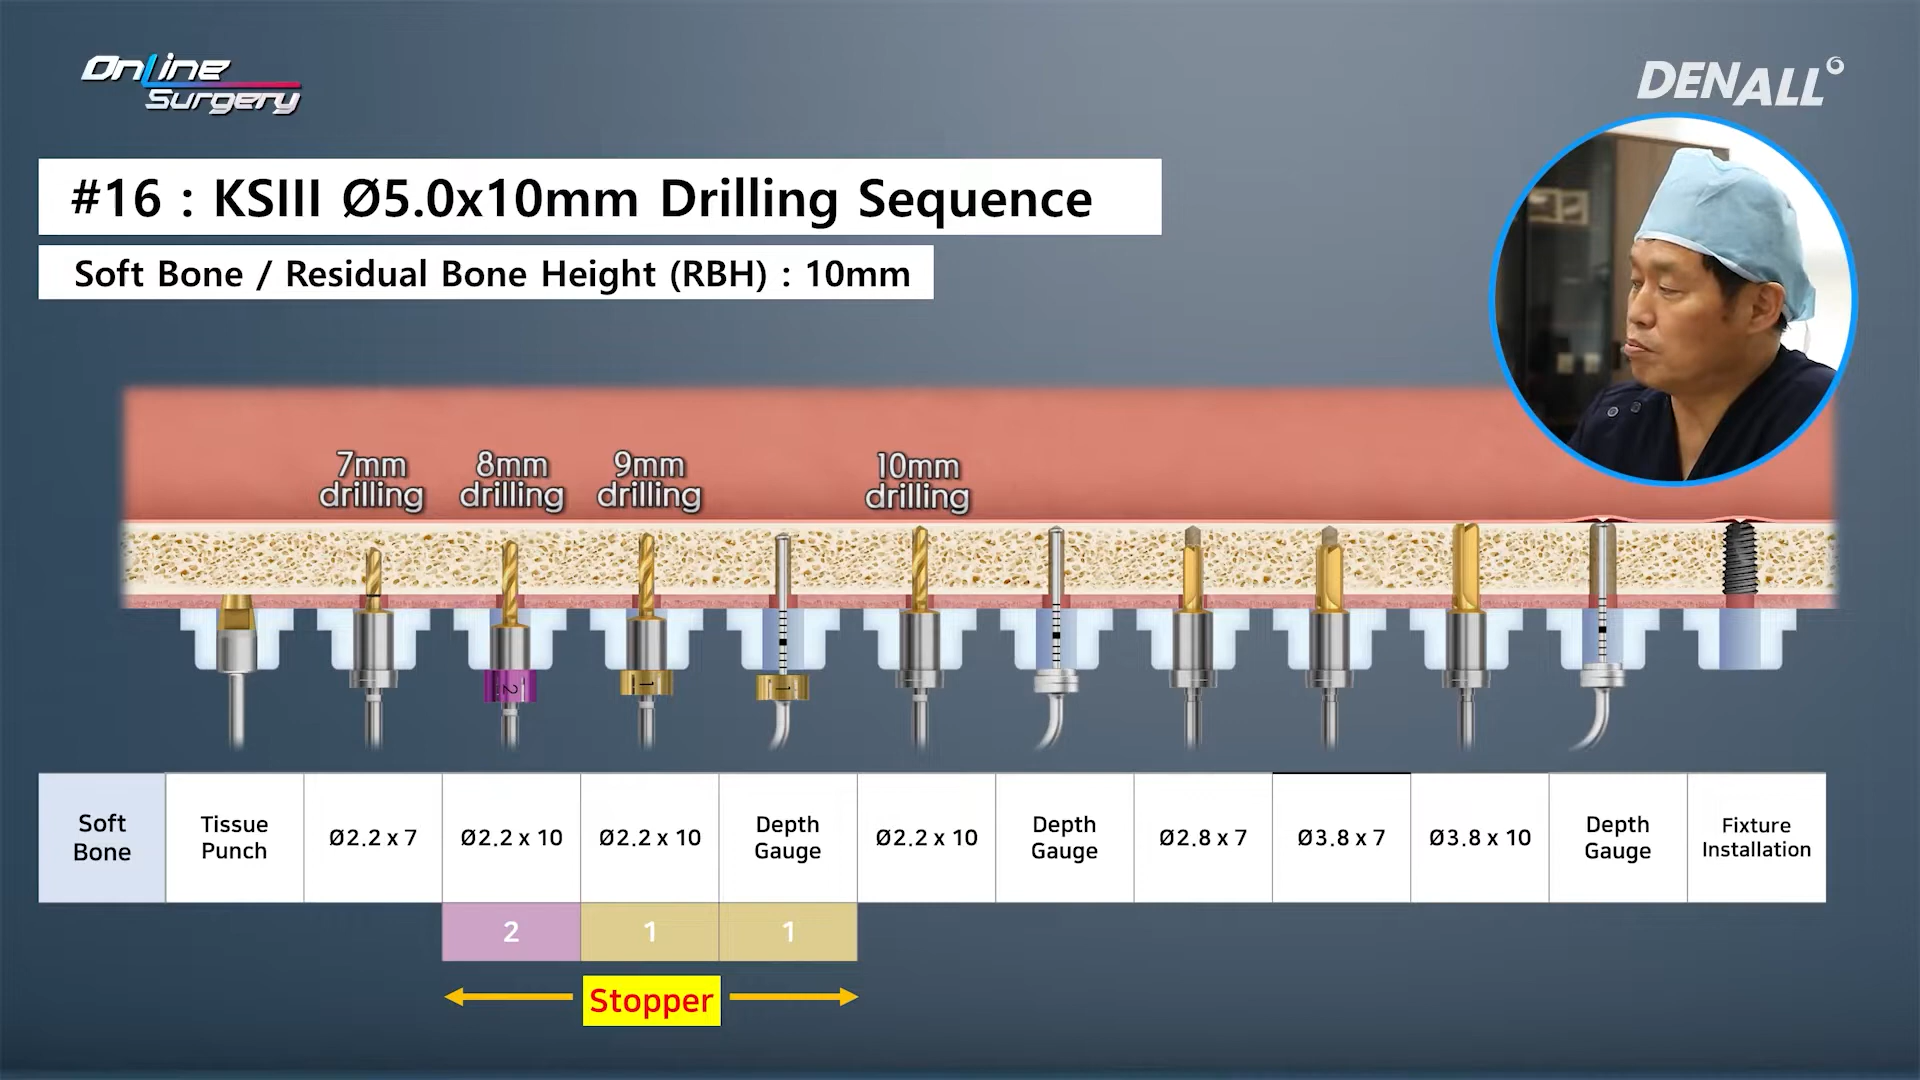 OnLine
Surgery
DENALL
#16 : KSIII Ø5.0x10mm Drilling Sequence
Soft Bone / Residual Bone Height (RBH) : 10mm
7mm
drilling
8mm
drilling
9mm
drilling
10mm
drilling
2
1
1
Soft
Bone
Tissue
Punch
Ø2.2 x 7
Ø2.2 x 10
Ø2.2 x 10
Depth
Gauge
Ø2.2 x 10
Depth
Gauge
Ø2.8 x 7
Ø3.8 x 7
Ø3.8 x 10
Depth
Gauge
Fixture
Installation
2
1
1
Stopper